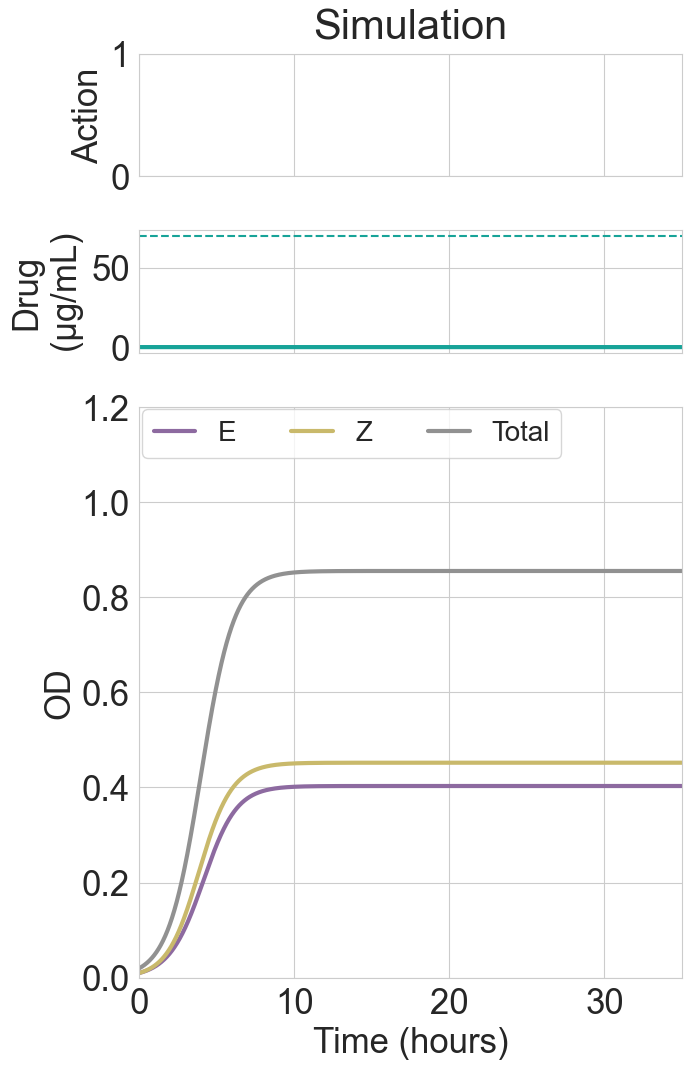 Simulation
Action
1
0
Drug
(μg/mL)
50
0
OD
1.2
1.0
0.8
0.6
0.4
0.2
0.0
E Z Total
0 10 20 30
Time (hours)